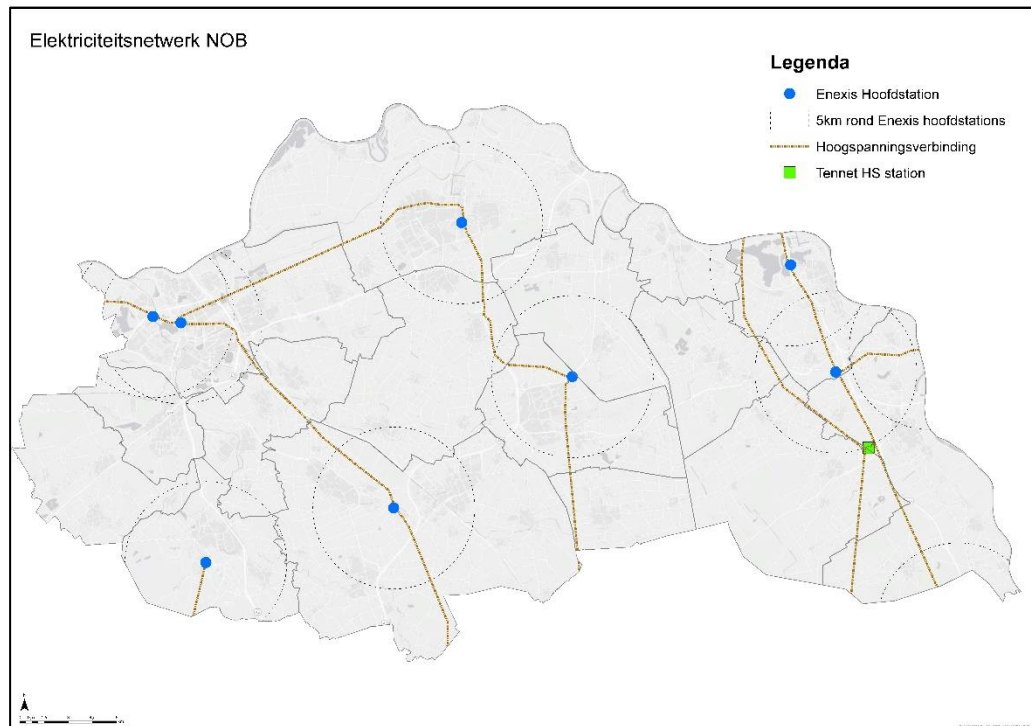 Elektriciteitsnetwerk NOB
Legenda
Enexis Hoofdstation
5km rond Enexis hoofdstations
Hoogspanningsverbinding
Tennet HS station